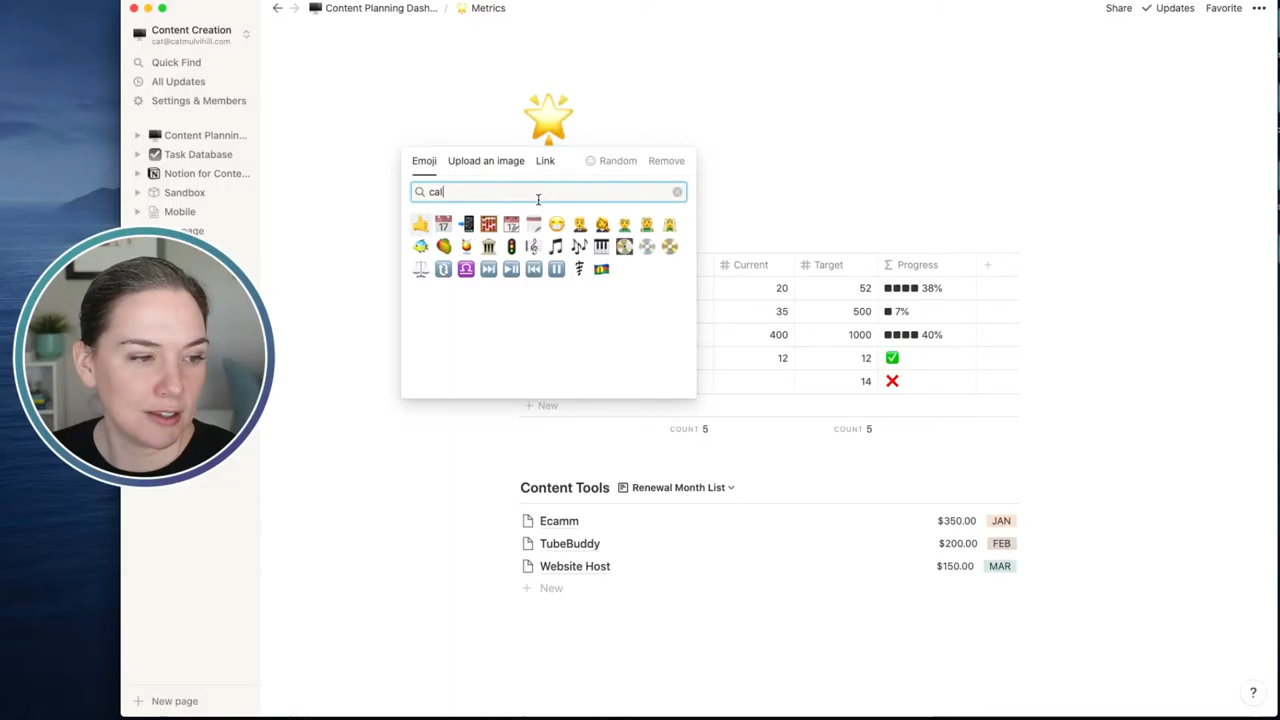 Content Planning Dash... / Metrics
Share Updates Favorite •••
Content Creation
cat@catmulvihill.com
Quick Find
All Updates
Settings & Members
Content Plannin...
Task Database
Notion for Conte...
Sandbox
Mobile
page
New page
Emoji Upload an image Link Random Remove
cal
17
Current Target Progress
20 52 38%
35 500 7%
400 1000 40%
12 12
14
New
COUNT 5 COUNT 5
Content Tools Renewal Month List
Ecamm $350.00 JAN
TubeBuddy $200.00 FEB
Website Host $150.00 MAR
New
?